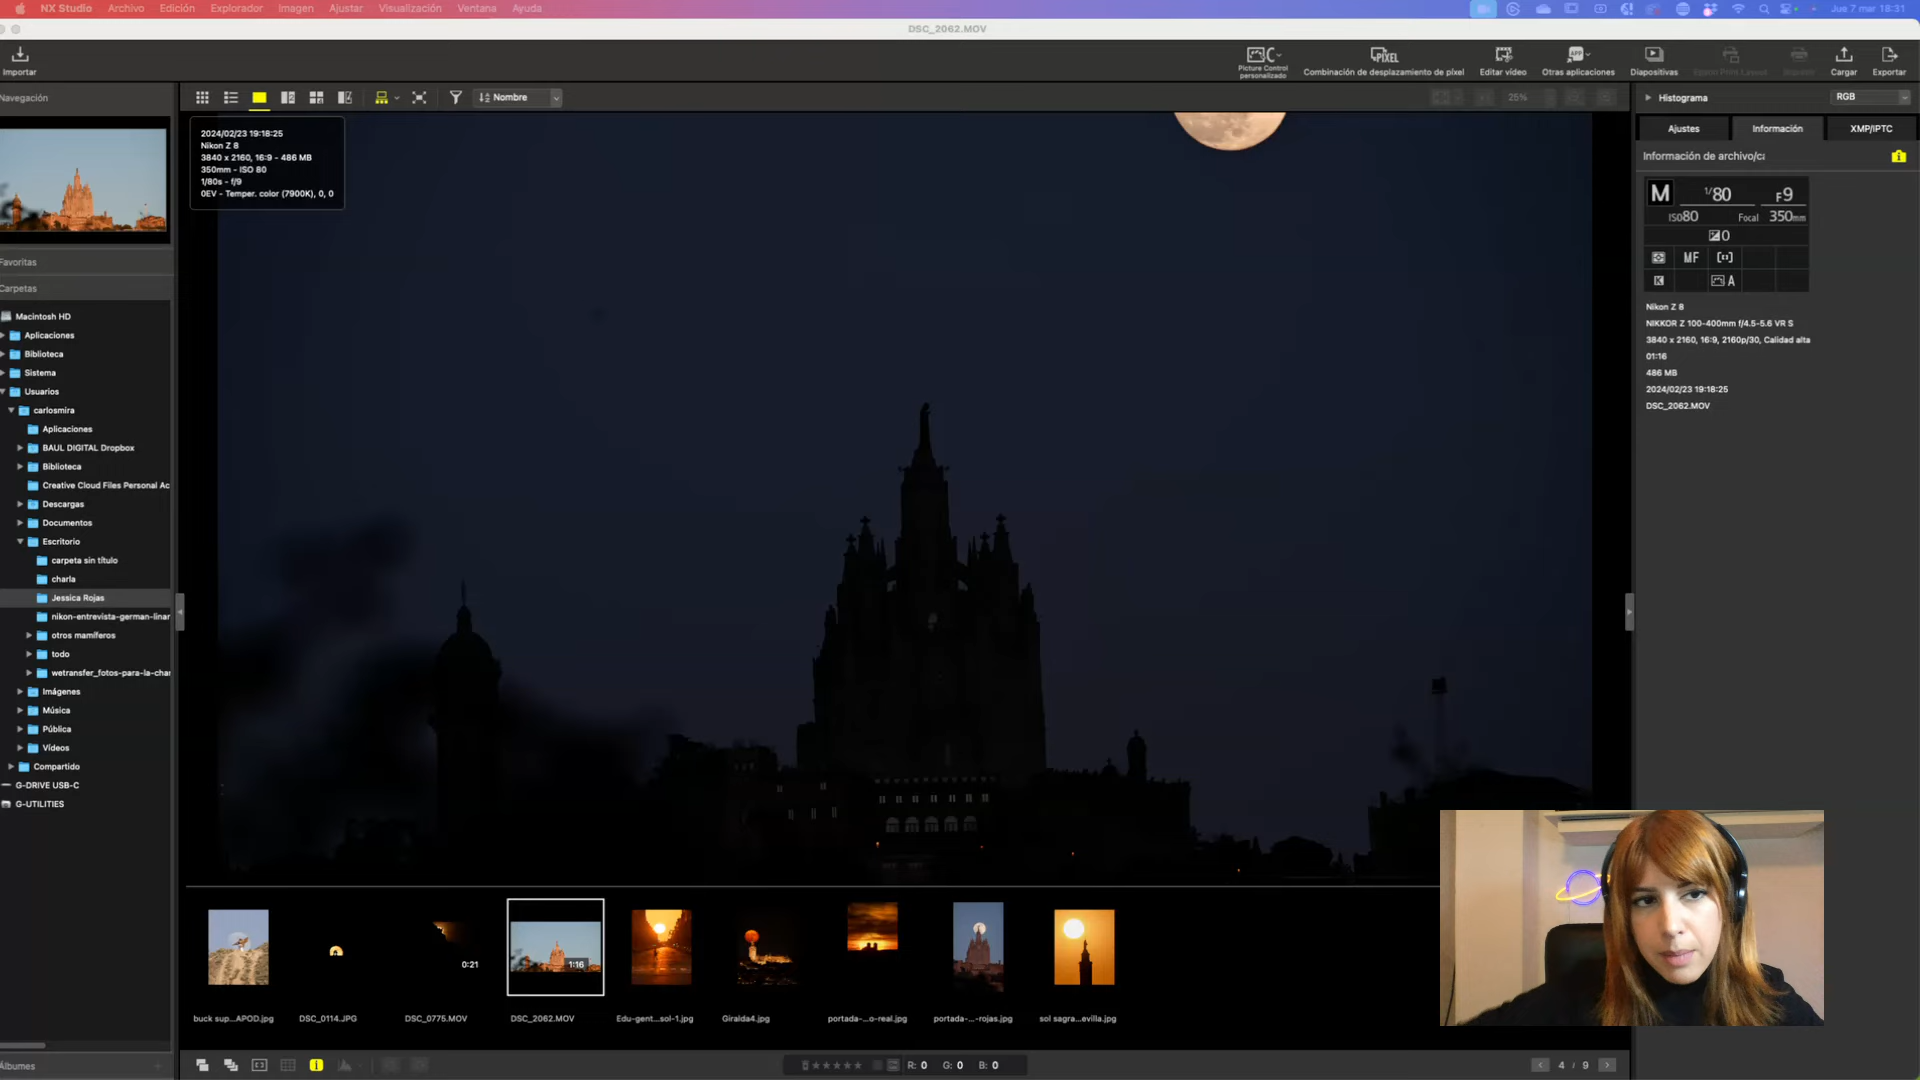 NX Studio Archivo Edición Explorador Imagen Ajustar Visualización Ventana Ayuda
Jue 7 mar 18:31
DSC_2062.MOV
Importar
Picture Control personalizado
Combinación de desplazamiento de píxel
Editar vídeo
Otras aplicaciones
Diapositivas
Cargar
Exportar
Navegación
Nombre
25%
Histograma
RGB
Ajustes
Información
XMP/IPTC
2024/02/23 19:18:25
Nikon Z 8
3840 x 2160, 16:9 - 486 MB
350mm - ISO 80
1/80s - f/9
0EV - Temper. color (7900K), 0, 0
M 1/80 F9
ISO80 Focal 350mm
0
MF
A
Nikon Z 8
NIKKOR Z 100-400mm f/4.5-5.6 VR S
3840 x 2160, 16:9, 2160p/30, Calidad alta
01:16
486 MB
2024/02/23 19:18:25
DSC_2062.MOV
Favoritas
Carpetas
Macintosh HD
Aplicaciones
Biblioteca
Sistema
Usuarios
carlosmira
Aplicaciones
BAUL DIGITAL Dropbox
Biblioteca
Creative Cloud Files Personal Ac
Descargas
Documentos
Escritorio
carpeta sin título
charla
Jessica Rojas
nikon-entrevista-german-linar
otros mamíferos
todo
wetransfer_fotos-para-la-char
Imágenes
Música
Pública
Vídeos
Compartido
G-DRIVE USB-C
G-UTILITIES
Álbumes
0:21
1:16
buck sup...APOD.jpg
DSC_0114.JPG
DSC_0775.MOV
DSC_2062.MOV
Edu-gent...sol-1.jpg
Giralda4.jpg
portada-...o-real.jpg
portada-...-rojas.jpg
sol sagra...evilla.jpg
R: 0 G: 0 B: 0
4 / 9